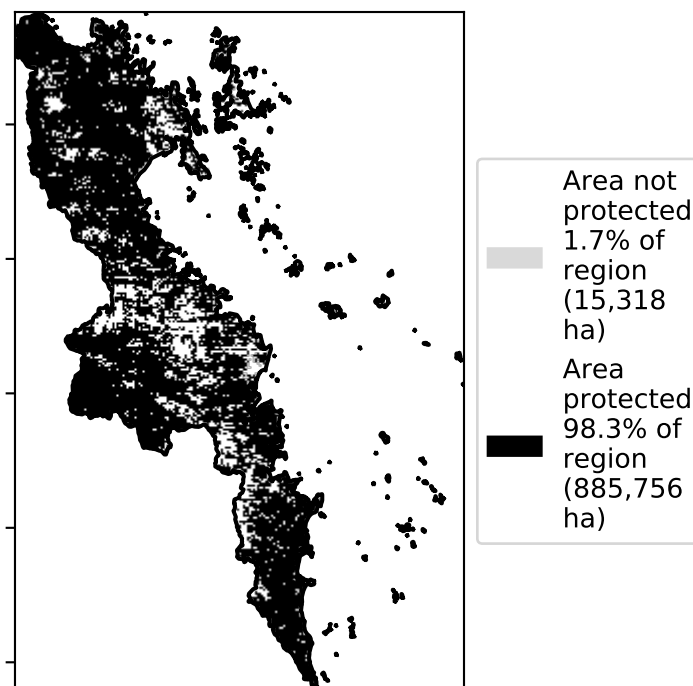 Area not
protected
1.7% of
region
(15,318
ha)
Area
protected
98.3% of
region
(885,756
ha)